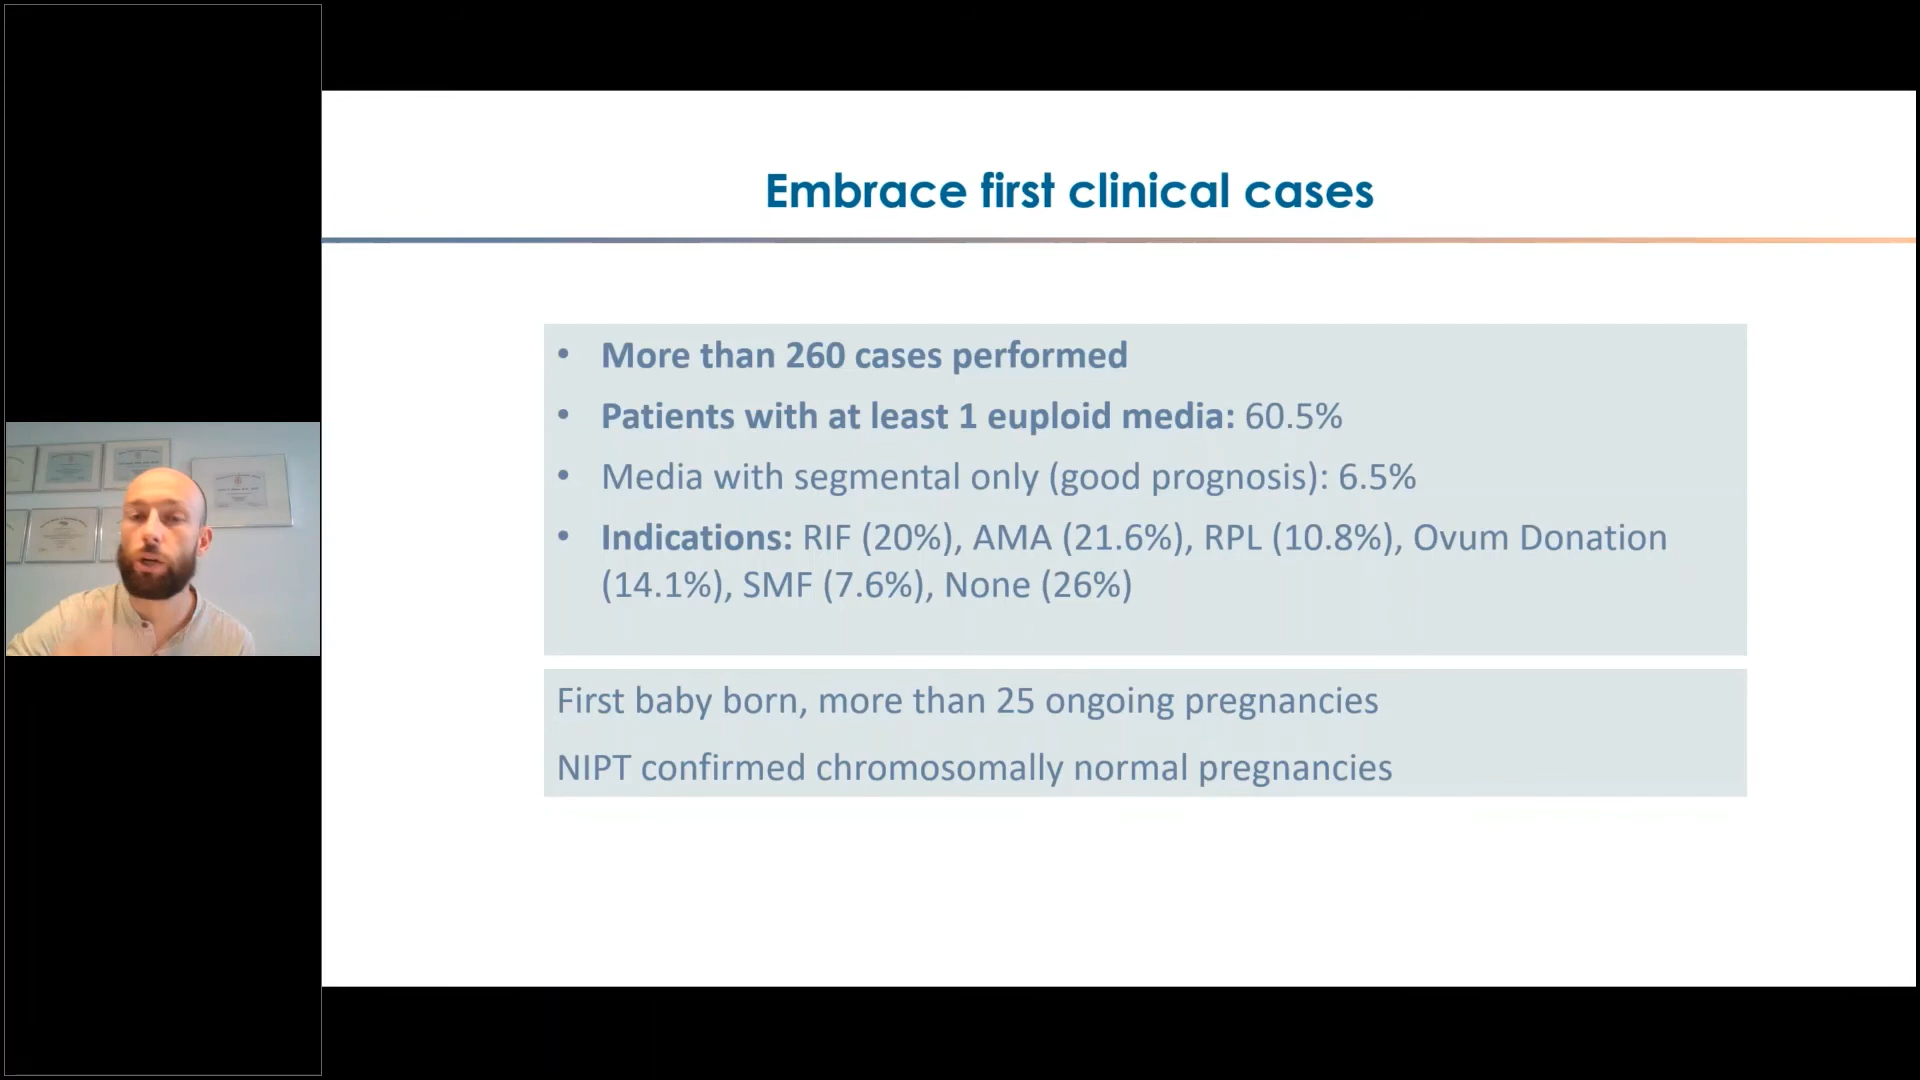 Embrace first clinical cases
• More than 260 cases performed
• Patients with at least 1 euploid media: 60.5%
• Media with segmental only (good prognosis): 6.5%
• Indications: RIF (20%), AMA (21.6%), RPL (10.8%), Ovum Donation
(14.1%), SMF (7.6%), None (26%)
First baby born, more than 25 ongoing pregnancies
NIPT confirmed chromosomally normal pregnancies